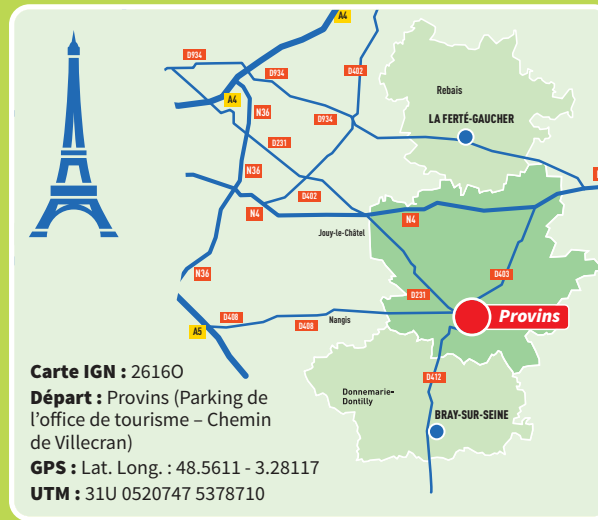 A4
D934
D934
D402
A4
Rebais
N36
D934
LA FERTÉ-GAUCHER
D231
N36
D402
N4
N4
Jouy-le-Châtel
N36
D403
D231
Provins
A5
D408
D408
Nangis
D412
Carte IGN : 2616O
Départ : Provins (Parking de
l'office de tourisme – Chemin
de Villecran)
GPS : Lat. Long. : 48.5611 - 3.28117
UTM : 31U 0520747 5378710
Donnemarie-
Dontilly
BRAY-SUR-SEINE